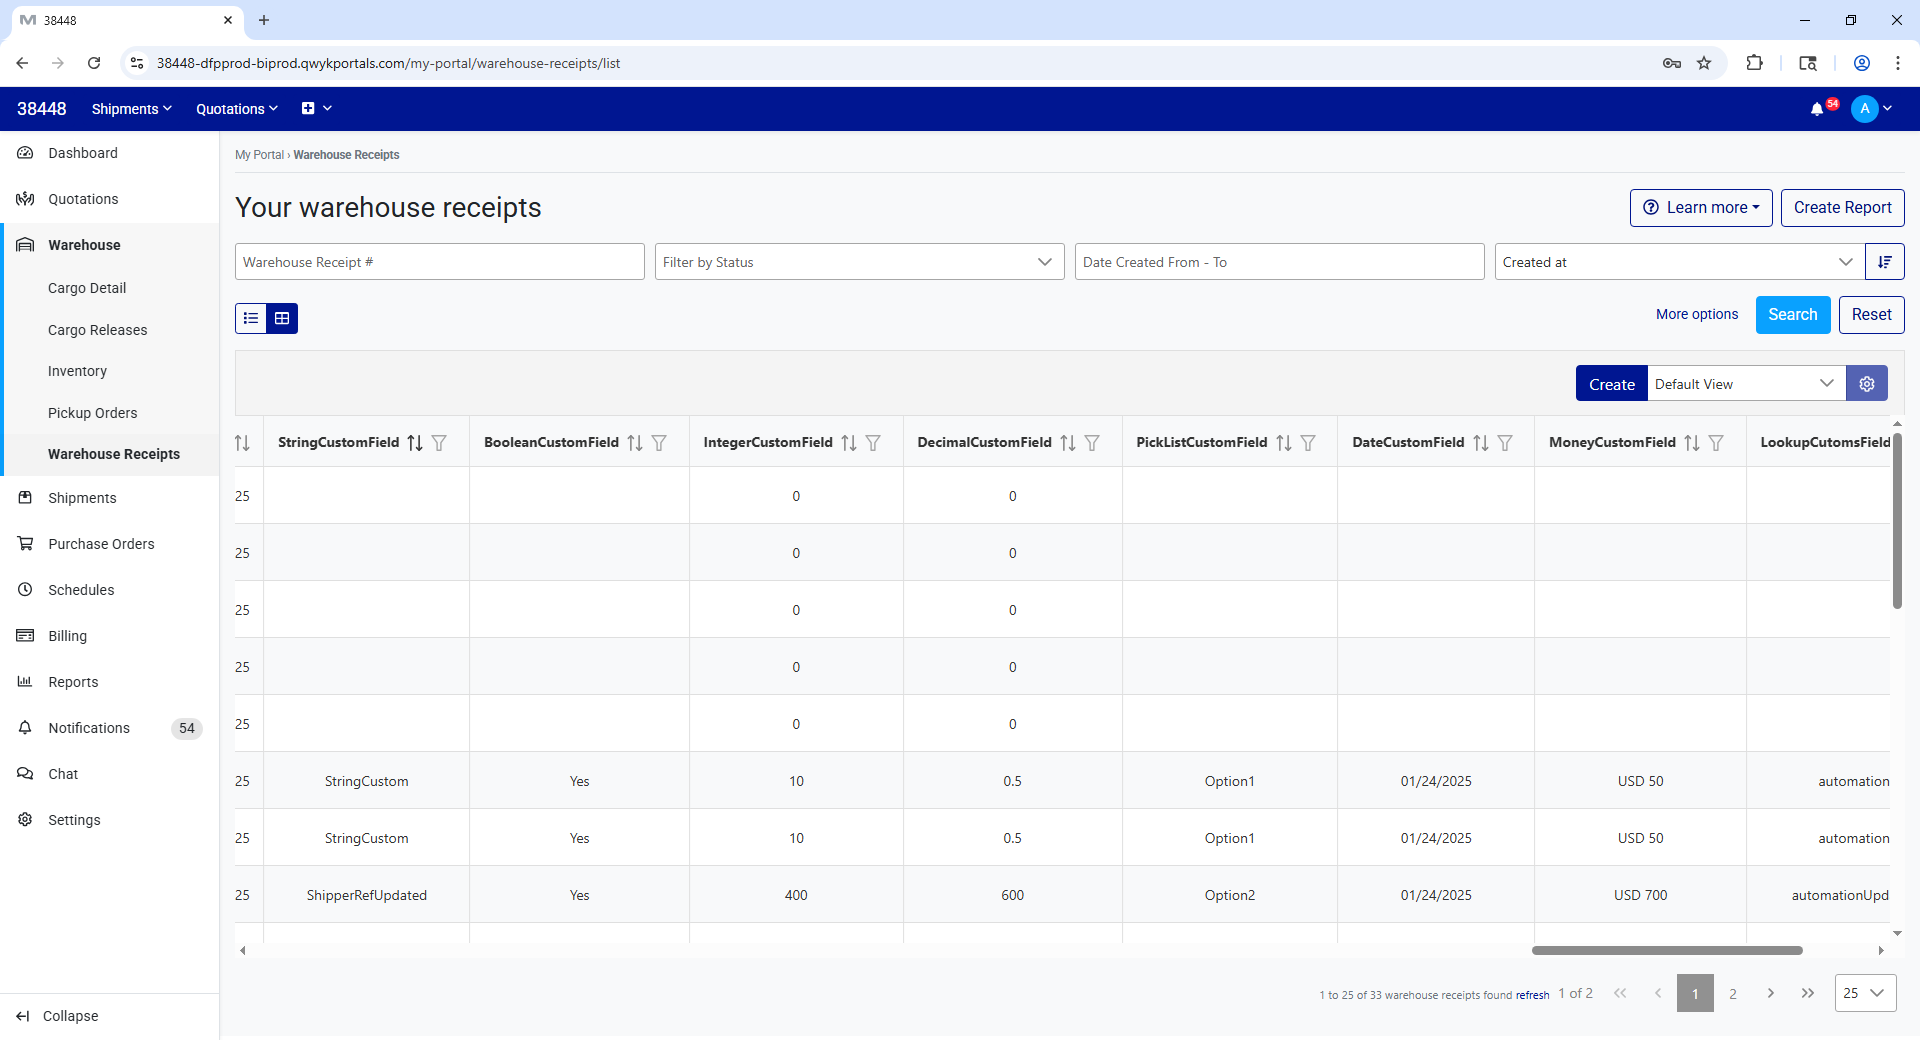 38448
38448-dfpprod-biprod.qwykportals.com/my-portal/warehouse-receipts/list
38448 Shipments Quotations 54 A
Dashboard
Quotations
Warehouse
Cargo Detail
Cargo Releases
Inventory
Pickup Orders
Warehouse Receipts
Shipments
Purchase Orders
Schedules
Billing
Reports
Notifications 54
Chat
Settings
Collapse
My Portal › Warehouse Receipts
Your warehouse receipts
Learn more Create Report
Warehouse Receipt # Filter by Status Date Created From - To Created at
More options Search Reset
Create Default View
StringCustomField BooleanCustomField IntegerCustomField DecimalCustomField PickListCustomField DateCustomField MoneyCustomField LookupCutomsField
25 0 0
25 0 0
25 0 0
25 0 0
25 0 0
25 StringCustom Yes 10 0.5 Option1 01/24/2025 USD 50 automation
25 StringCustom Yes 10 0.5 Option1 01/24/2025 USD 50 automation
25 ShipperRefUpdated Yes 400 600 Option2 01/24/2025 USD 700 automationUpd
1 to 25 of 33 warehouse receipts found refresh 1 of 2 1 2 25